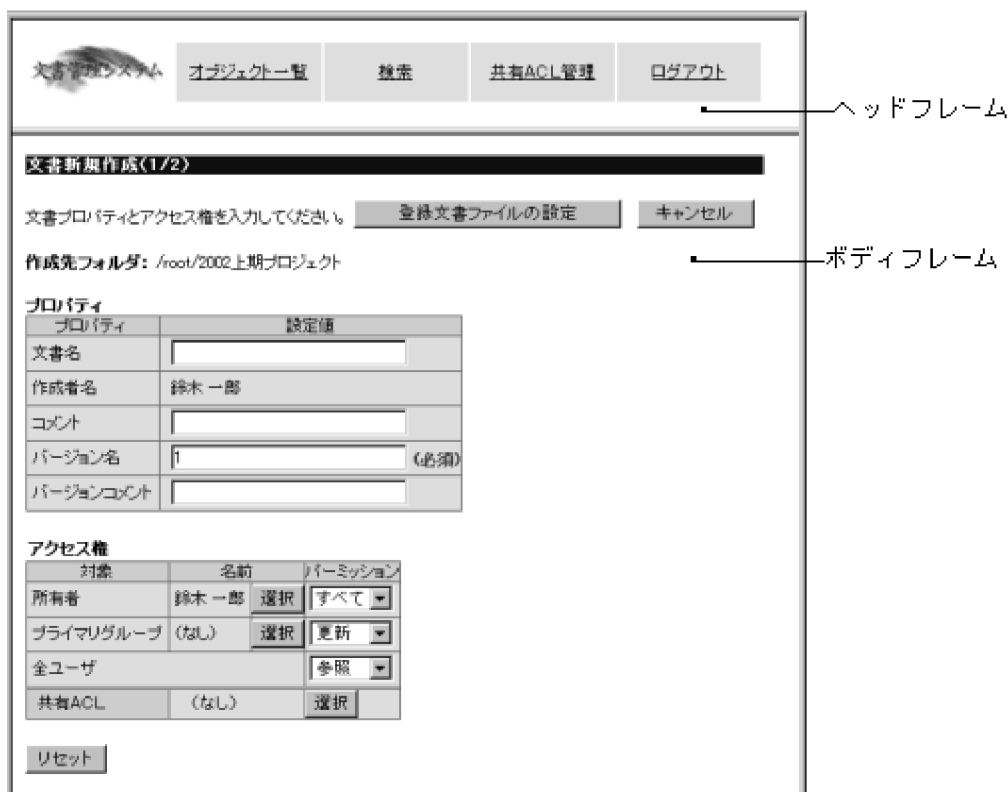 文書管理システム オブジェクト一覧 検索 共有ACL管理 ログアウト
ヘッドフレーム
文書新規作成(1/2)
文書プロパティとアクセス権を入力してください。 登録文書ファイルの設定 キャンセル
作成先フォルダ: /root/2002上期プロジェクト
ボディフレーム
プロパティ
プロパティ 設定値
文書名
作成者名 鈴木 一郎
コメント
バージョン名 1 (必須)
バージョンコメント
アクセス権
対象 名前 パーミッション
所有者 鈴木 一郎 選択 すべて
プライマリグループ (なし) 選択 更新
全ユーザ 参照
共有ACL (なし) 選択
リセット